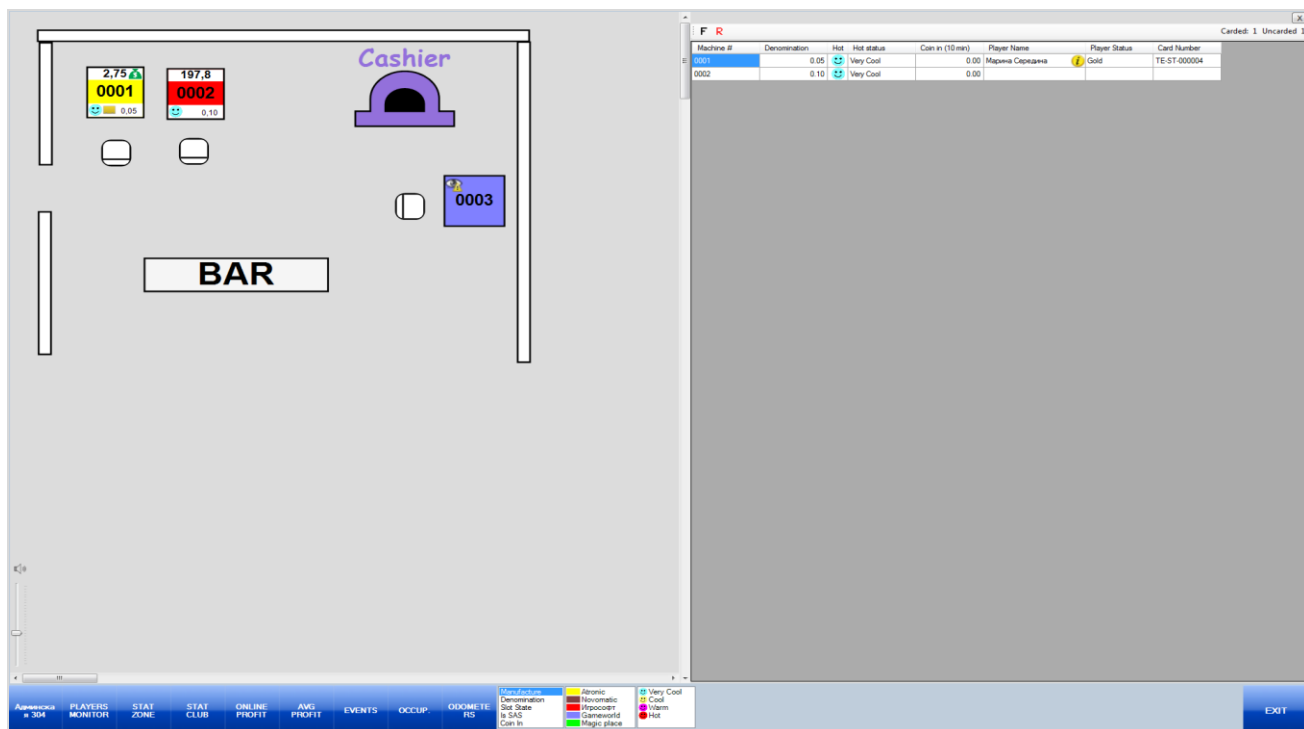 F R
Carded: 1 Uncarded 1
Machine # Denomination Hot Hot status Coin in (10 min) Player Name Player Status Card Number
0001 0.05 Very Cool 0.00 Марина Середина Gold TE-ST-000004
0002 0.10 Very Cool 0.00
Cashier
2,75
0001
0,05
197,8
0002
0,10
0003
BAR
PLAYERS MONITOR
STAT ZONE
STAT CLUB
ONLINE PROFIT
AVG PROFIT
EVENTS
OCCUP.
ODOMETE RS
Manufacture
Denomination
Slot State
Is SAS
Coin In
Atronic
Novomatic
Игрософт
Gameworld
Magic place
Very Cool
Cool
Warm
Hot
EXIT